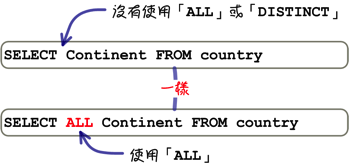 沒有使用「ALL」或「DISTINCT」
SELECT Continent FROM country
一樣
SELECT ALL Continent FROM country
使用「ALL」